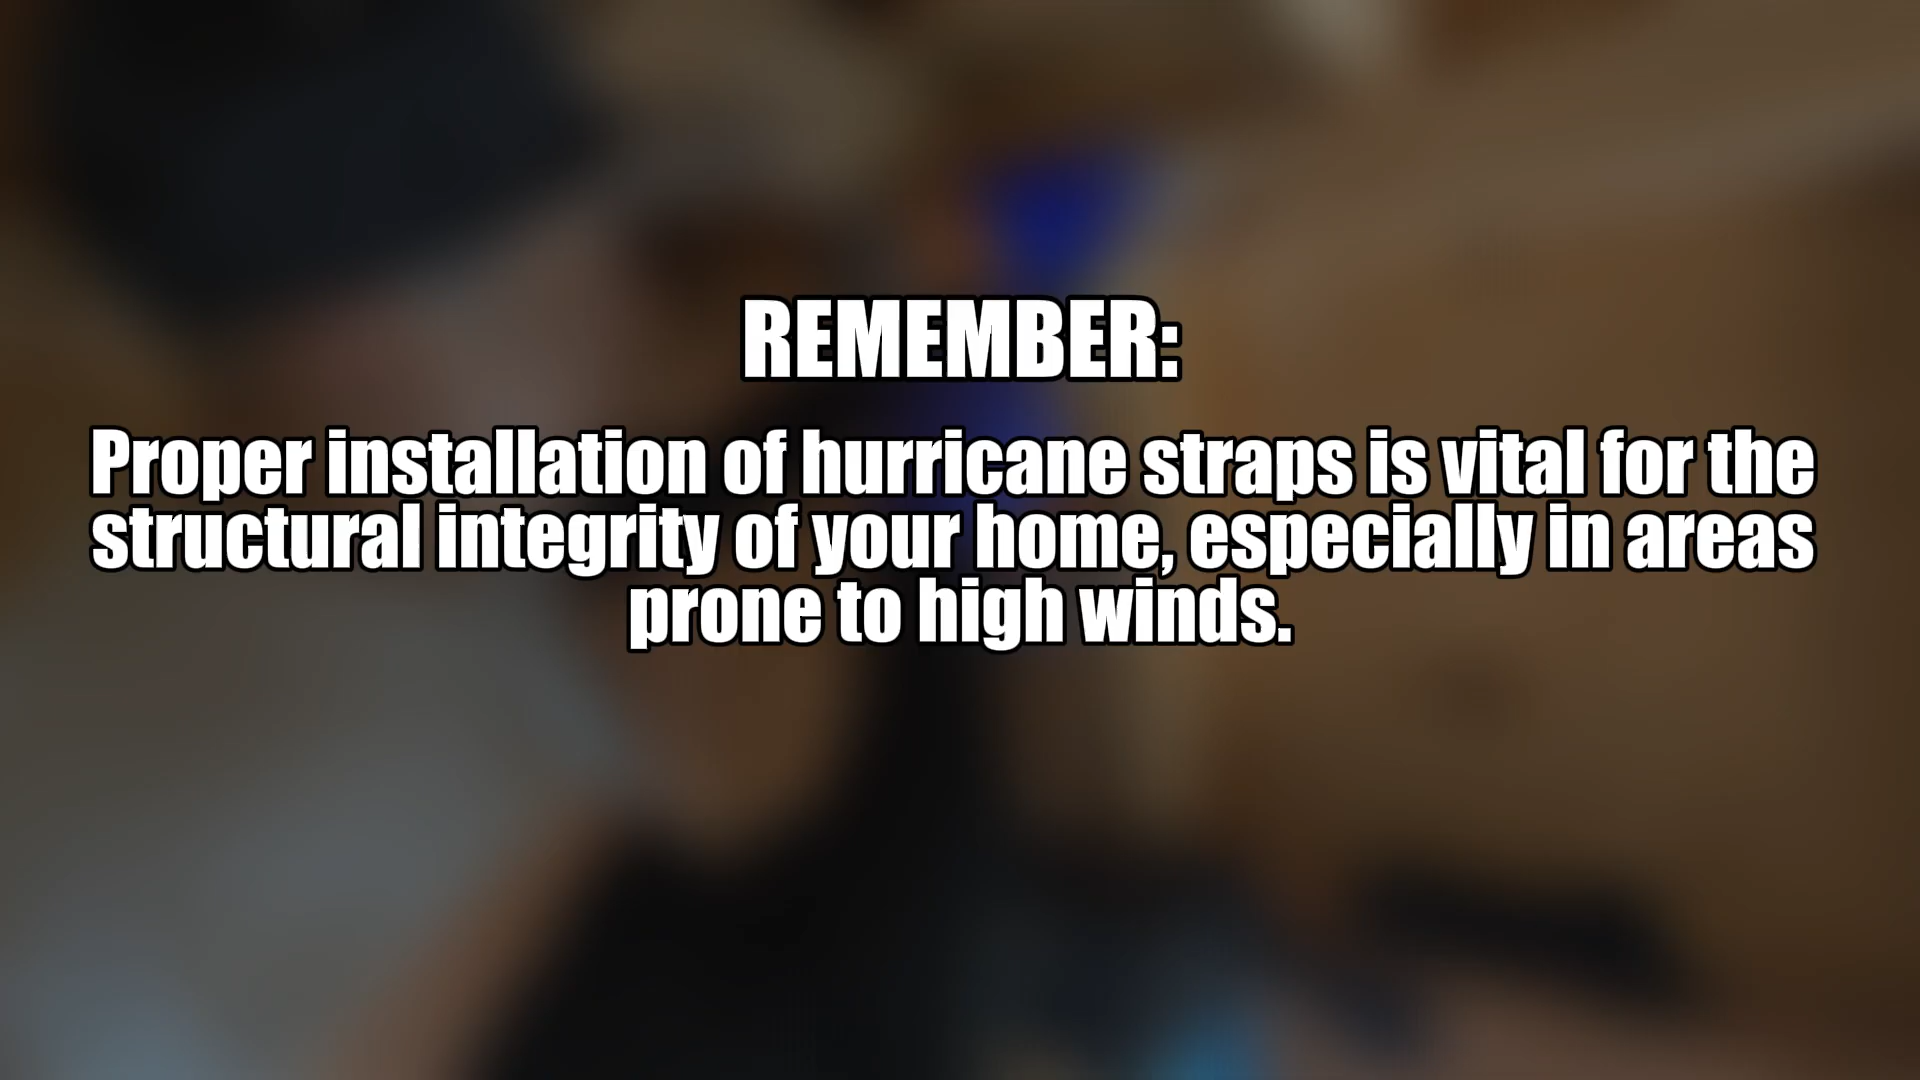 REMEMBER:
Proper installation of hurricane straps is vital for the
structural integrity of your home, especially in areas
prone to high winds.